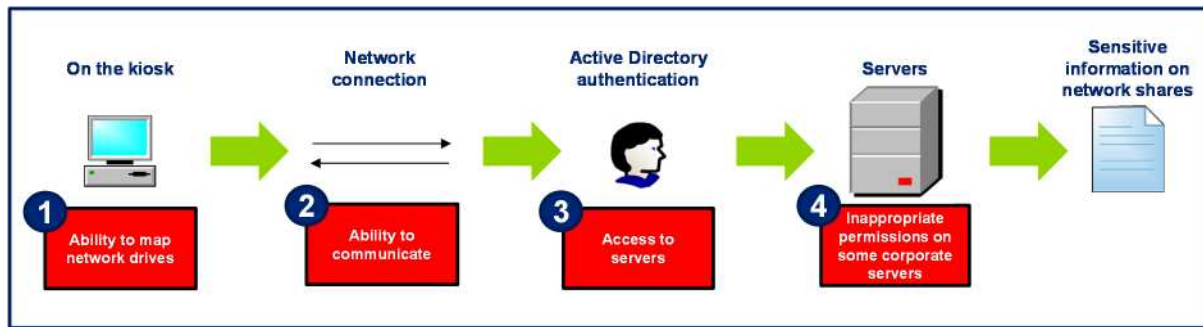 On the kiosk
Network
connection
Active Directory
authentication
Servers
Sensitive
information on
network shares
1
Ability to map
network drives
2
Ability to
communicate
3
Access to
servers
4
Inappropriate
permissions on
some corporate
servers